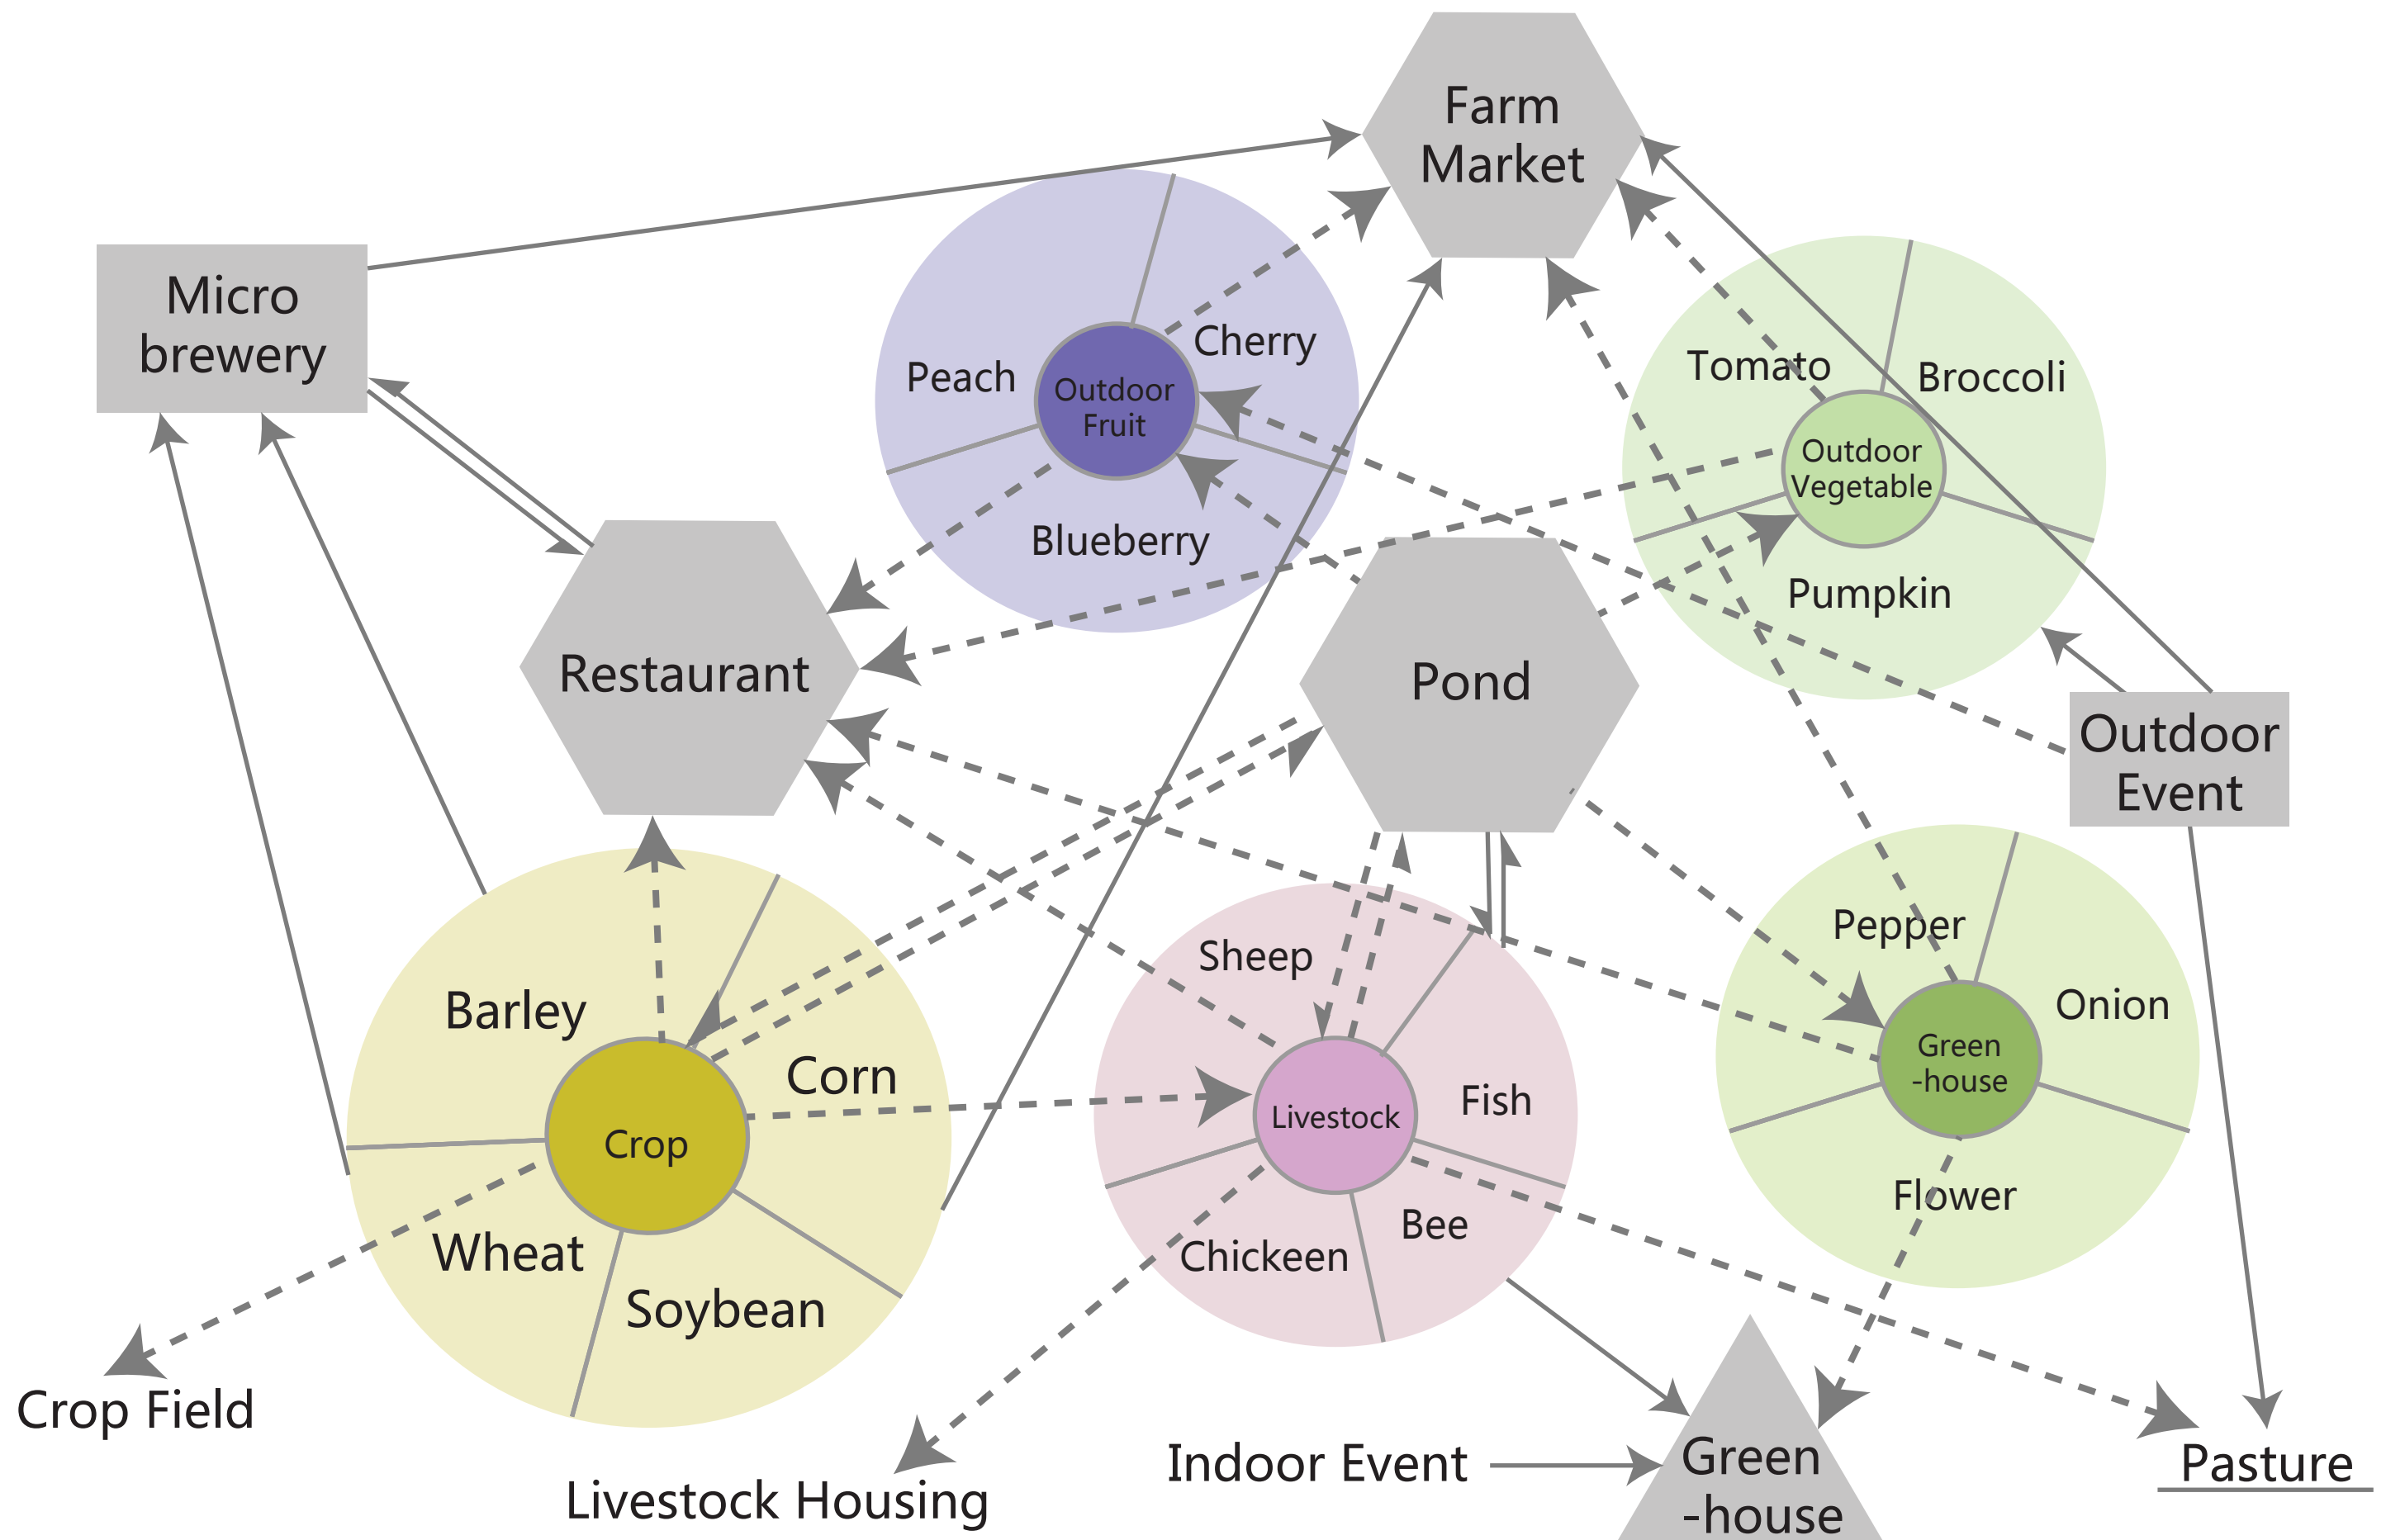 Farm
Market
Micro
brewery
Peach
Cherry
Outdoor
Fruit
Blueberry
Tomato
Broccoli
Outdoor
Vegetable
Pumpkin
Restaurant
Pond
Outdoor
Event
Barley
Corn
Crop
Wheat
Soybean
Sheep
Fish
Livestock
Bee
Chickeen
Pepper
Onion
Green
-house
Flower
Crop Field
Livestock Housing
Indoor Event
Green
-house
Pasture